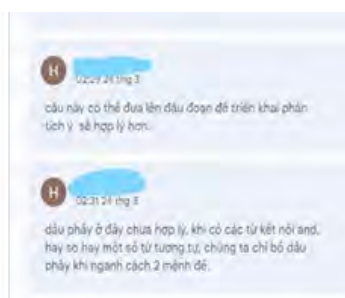 H
02:29 24 thg 3
câu này có thể đưa lên đầu đoạn để triển khai phân
tích ý sẽ hợp lý hơn.
H
02:31 24 thg 3
dấu phẩy ở đây chưa hợp lý, khi có các từ kết nối and,
hay so hay một số từ tương tự, chúng ta chỉ bỏ dấu
phẩy khi ngành cách 2 mệnh đề.